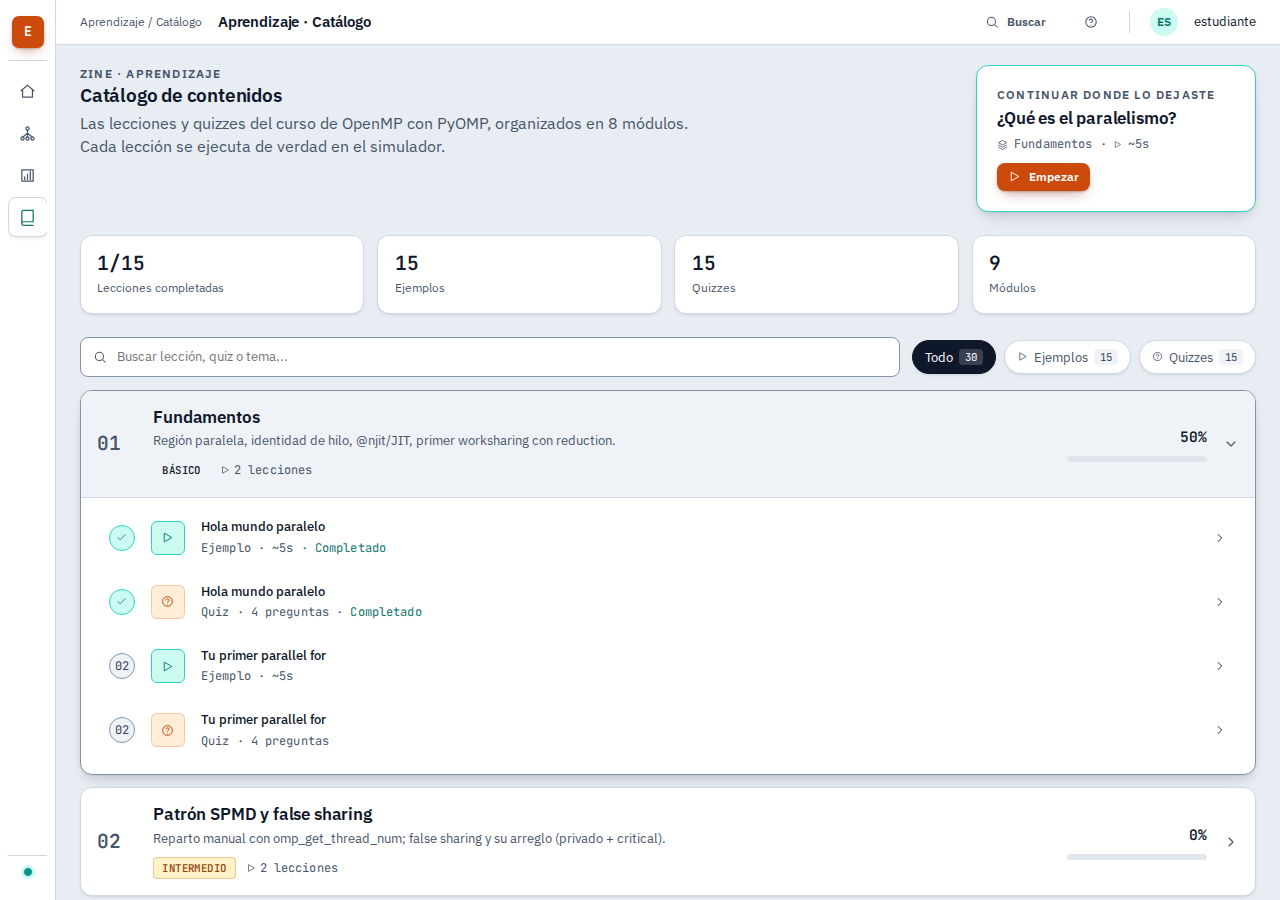 E
Aprendizaje / Catálogo
Aprendizaje · Catálogo
Buscar
ES
estudiante
ZINE · APRENDIZAJE
Catálogo de contenidos
Las lecciones y quizzes del curso de OpenMP con PyOMP, organizados en 8 módulos.
Cada lección se ejecuta de verdad en el simulador.
CONTINUAR DONDE LO DEJASTE
¿Qué es el paralelismo?
Fundamentos · ~5s
Empezar
1/15
Lecciones completadas
15
Ejemplos
15
Quizzes
9
Módulos
Buscar lección, quiz o tema...
Todo 30
Ejemplos 15
Quizzes 15
01
Fundamentos
Región paralela, identidad de hilo, @njit/JIT, primer worksharing con reduction.
BÁSICO
2 lecciones
50%
Hola mundo paralelo
Ejemplo · ~5s · Completado
Hola mundo paralelo
Quiz · 4 preguntas · Completado
02
Tu primer parallel for
Ejemplo · ~5s
02
Tu primer parallel for
Quiz · 4 preguntas
02
Patrón SPMD y false sharing
Reparto manual con omp_get_thread_num; false sharing y su arreglo (privado + critical).
INTERMEDIO
2 lecciones
0%